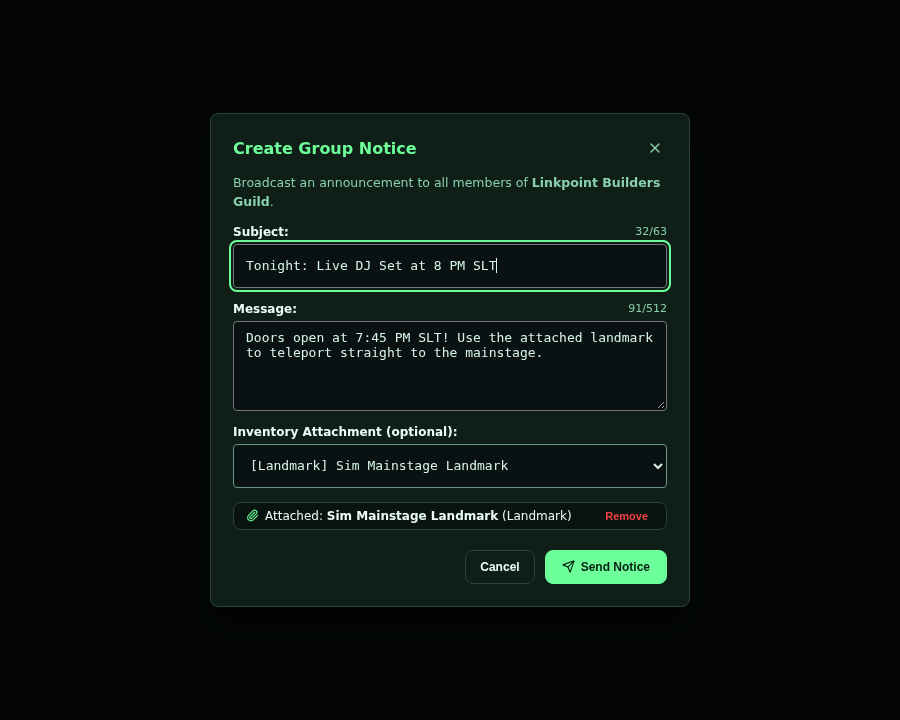 Create Group Notice
Broadcast an announcement to all members of Linkpoint Builders
Guild.
Subject: 32/63
Tonight: Live DJ Set at 8 PM SLT
Message: 91/512
Doors open at 7:45 PM SLT! Use the attached landmark
to teleport straight to the mainstage.
Inventory Attachment (optional):
[Landmark] Sim Mainstage Landmark
Attached: Sim Mainstage Landmark (Landmark) Remove
Cancel Send Notice